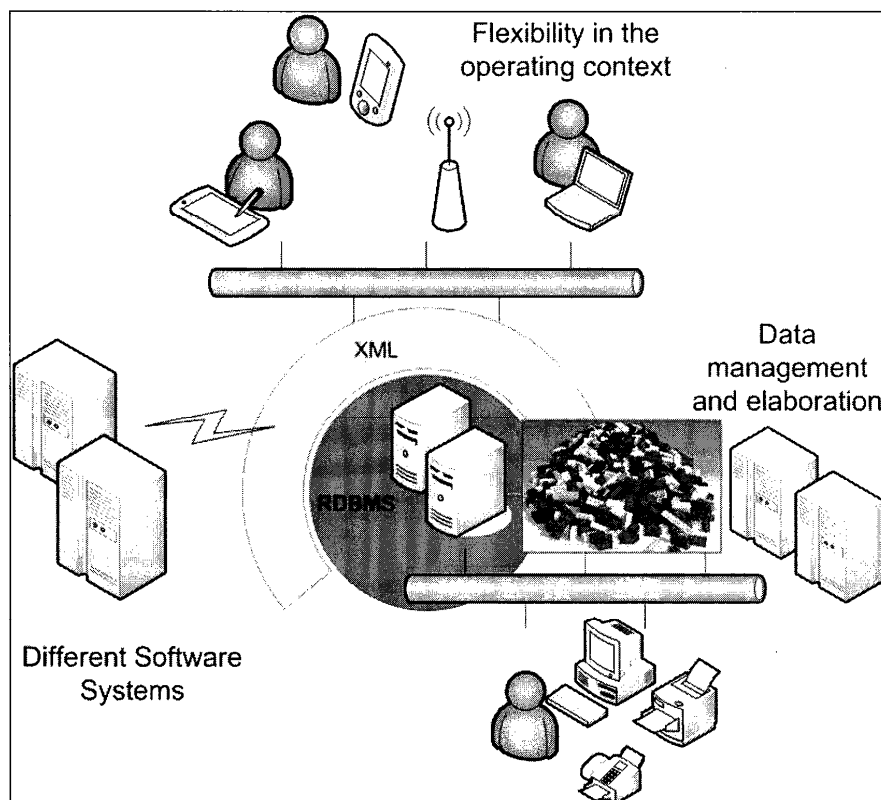 Flexibility in the
operating context
XML
Data
management
and elaboration
RDBMS
Different Software
Systems